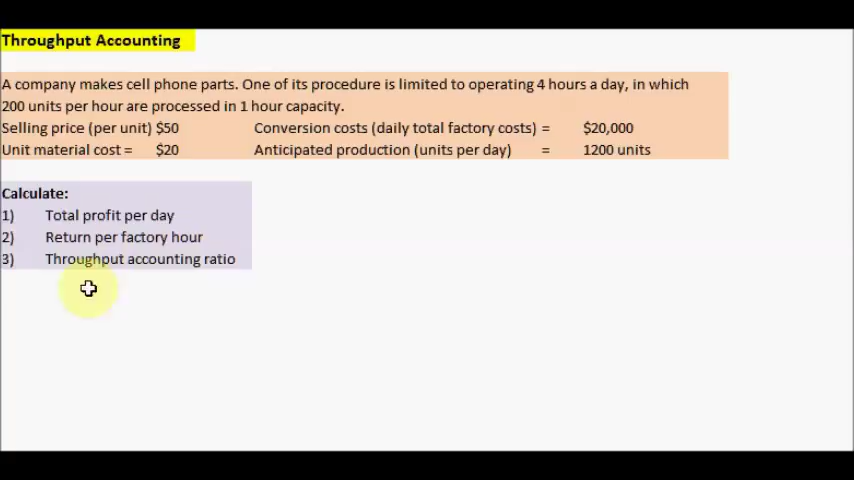 Throughput Accounting
A company makes cell phone parts. One of its procedure is limited to operating 4 hours a day, in which
200 units per hour are processed in 1 hour capacity.
Selling price (per unit) $50 Conversion costs (daily total factory costs) = $20,000
Unit material cost = $20 Anticipated production (units per day) = 1200 units
Calculate:
1) Total profit per day
2) Return per factory hour
3) Throughput accounting ratio